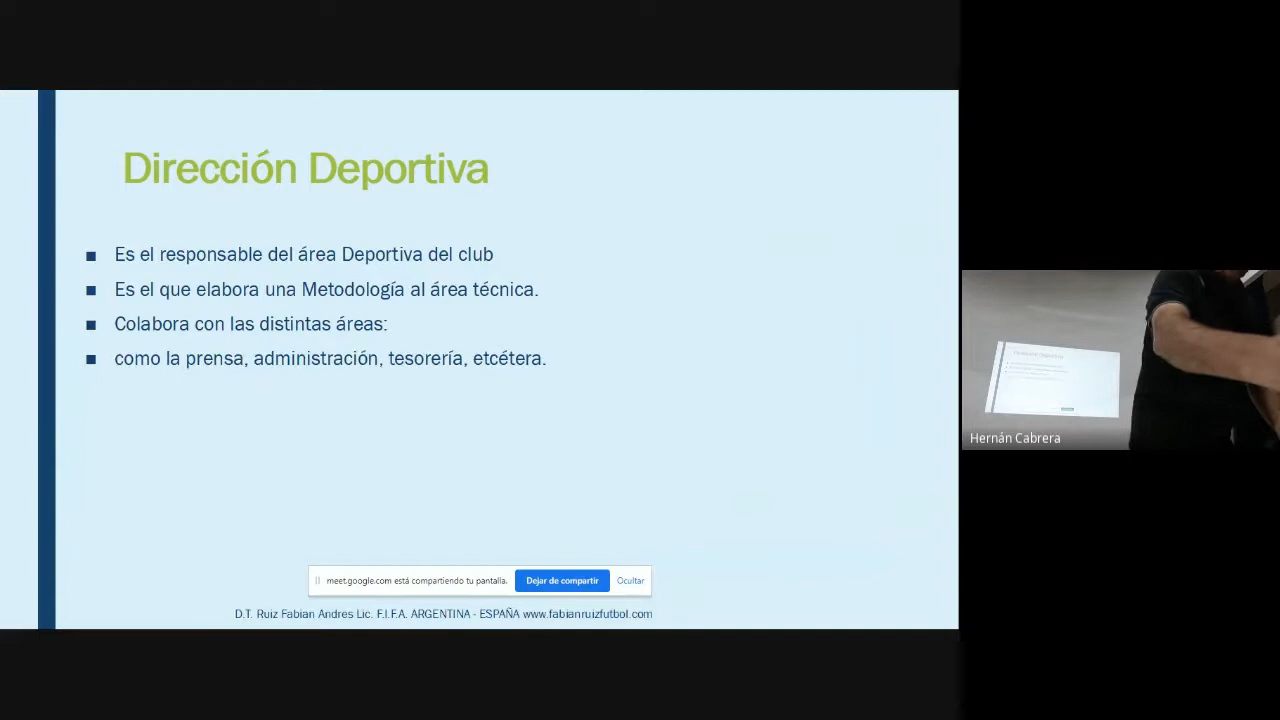 Dirección Deportiva
Es el responsable del área Deportiva del club
Es el que elabora una Metodología al área técnica.
Colabora con las distintas áreas:
como la prensa, administración, tesorería, etcétera.
meet.google.com está compartiendo tu pantalla.
Dejar de compartir
Ocultar
D.T. Ruiz Fabian Andres Lic. F.I.F.A. ARGENTINA - ESPAÑA www.fabianruizfutbol.com
Hernán Cabrera